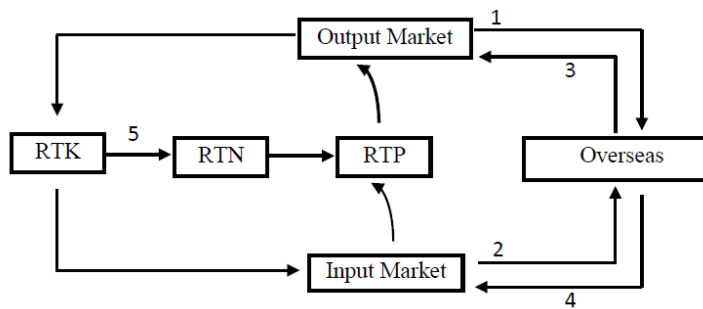 1
Output Market
3
5
RTK
RTN
RTP
Overseas
2
Input Market
4